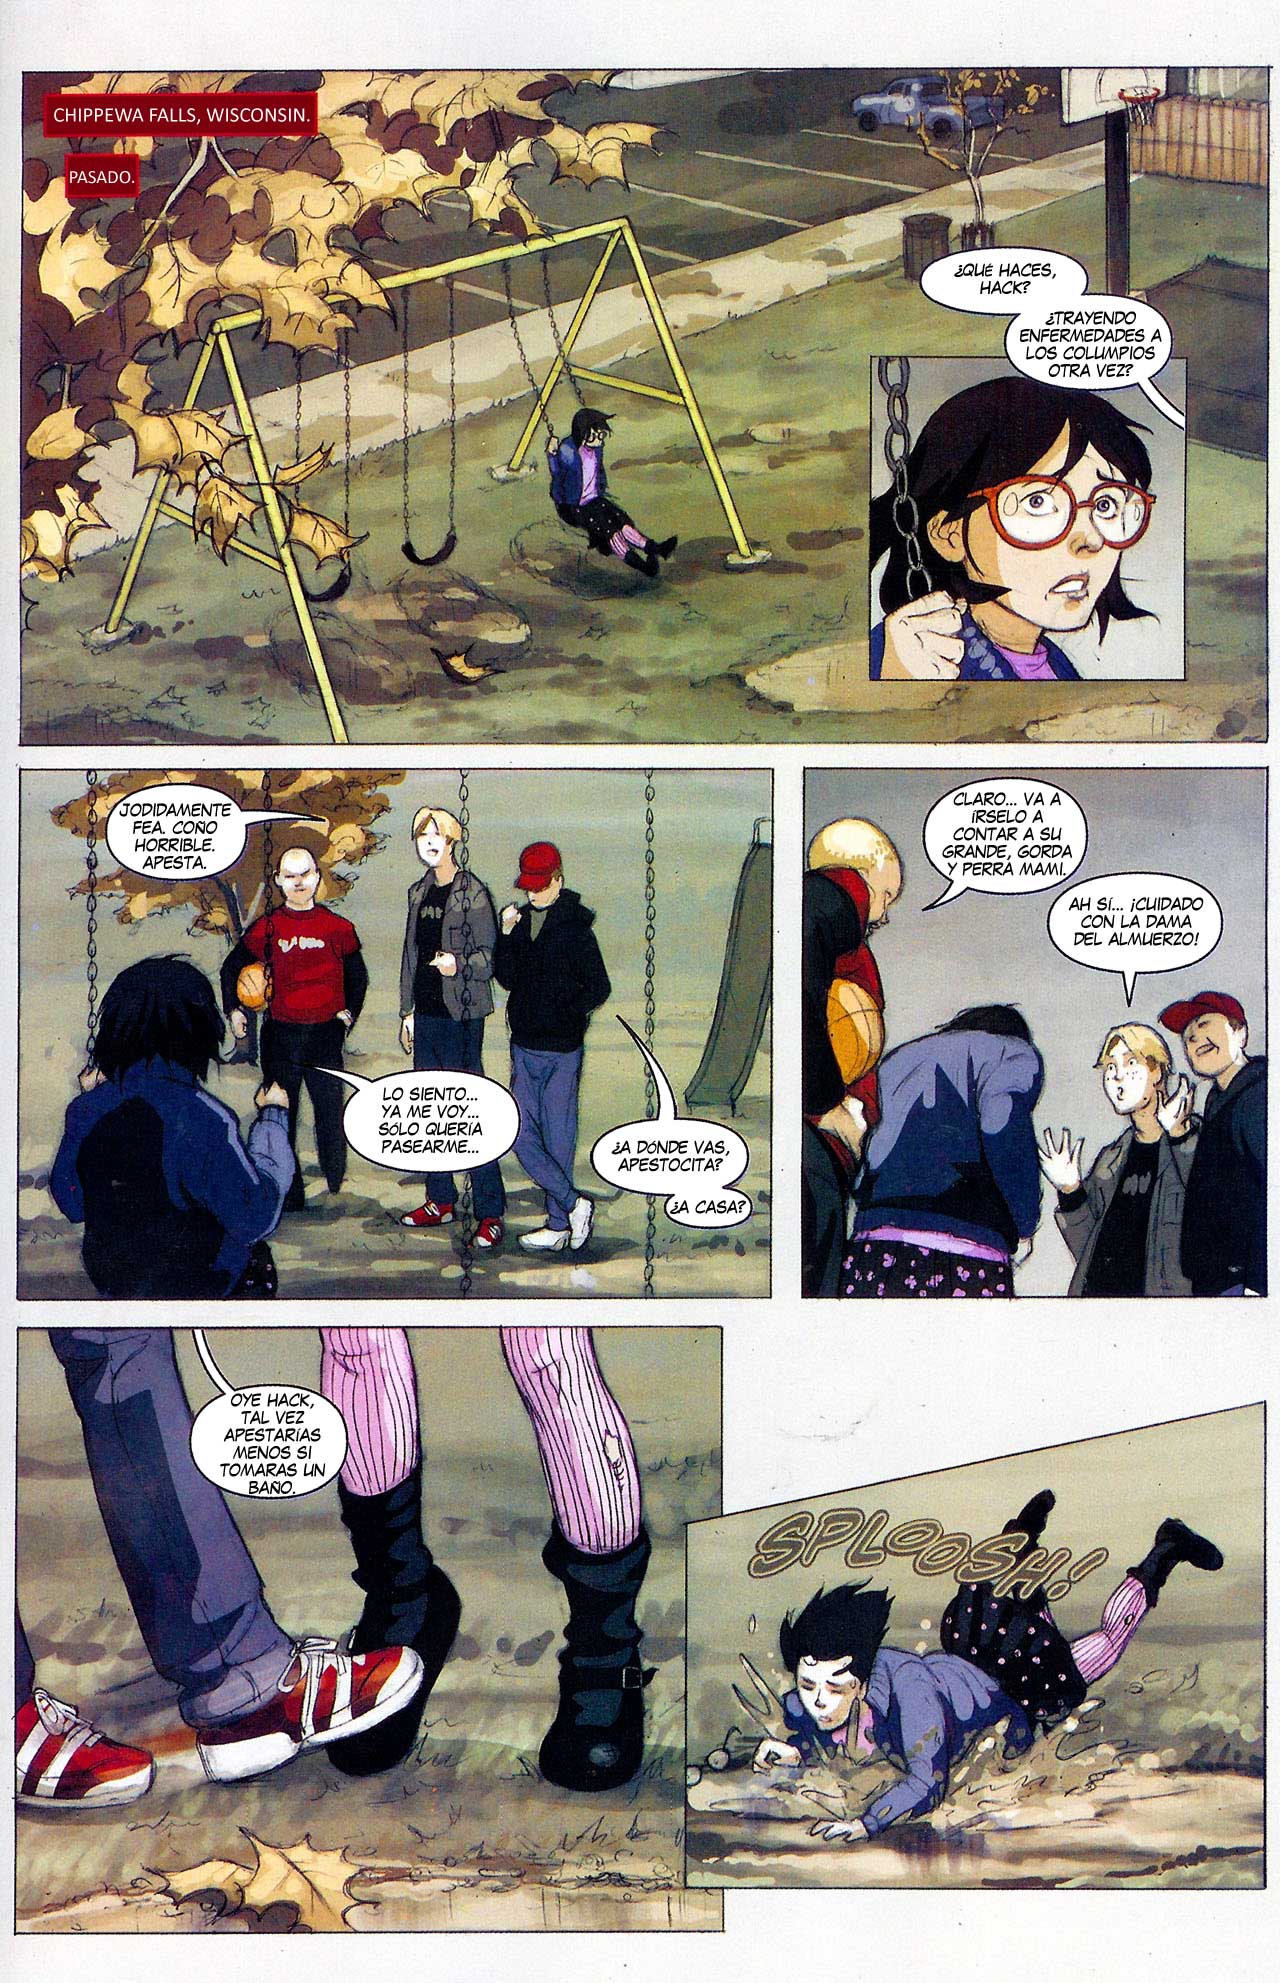 CHIPPEWA FALLS, WISCONSIN.
PASADO.
¿QUÉ HACES,
HACK?
¿TRAYENDO
ENFERMEDADES A
LOS COLUMPIOS
OTRA VEZ?
JODIDAMENTE
FEA. COÑO
HORRIBLE.
APESTA.
LO SIENTO...
YA ME VOY...
SÓLO QUERÍA
PASEARME...
¿A DÓNDE VAS,
APESTOCITA?
¿A CASA?
CLARO... VA A
ÍRSELO A
CONTAR A SU
GRANDE, GORDA
Y PERRA MAMI.
AH SÍ... ¡CUIDADO
CON LA DAMA
DEL ALMUERZO!
OYE HACK,
TAL VEZ
APESTARÍAS
MENOS SI
TOMARAS UN
BAÑO.
SPLOOSH!